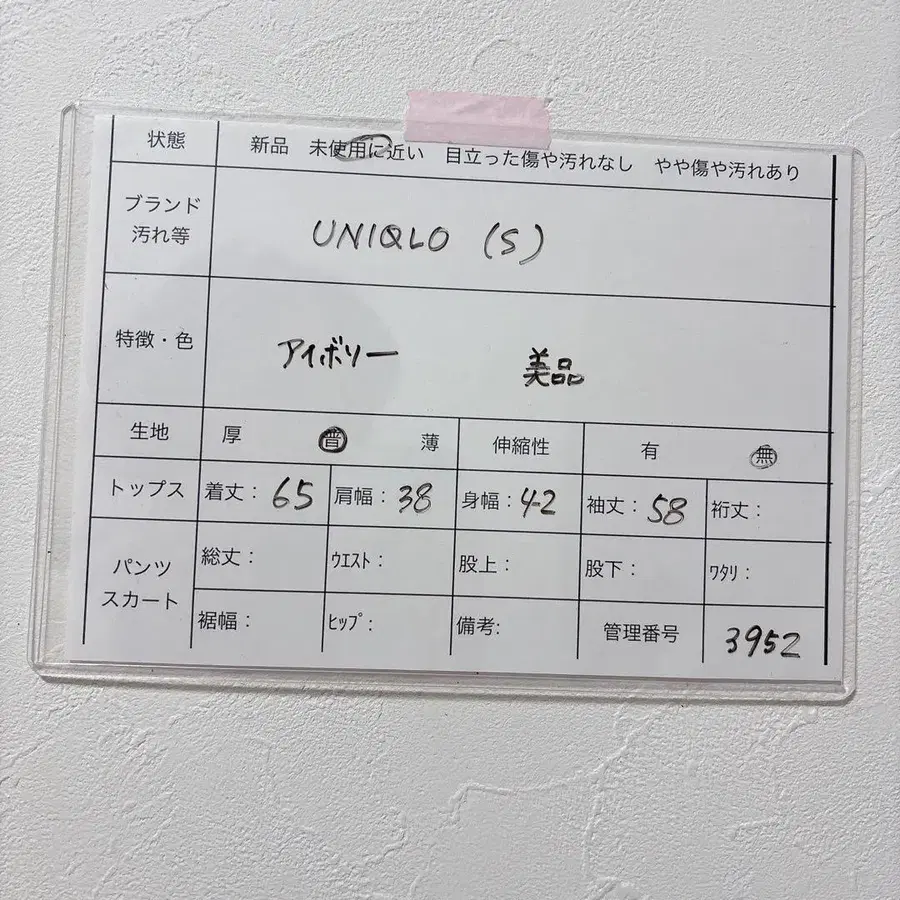 状態 新品 未使用に近い 目立った傷や汚れなし やや傷や汚れあり
ブランド
汚れ等
UNIQLO (S)
特徴・色 アイボリー 美品
生地 厚 普 薄 伸縮性 有 無
トップス 着丈: 65 肩幅: 38 身幅: 42 袖丈: 58 裄丈:
パンツ
スカート
総丈: ｳｴｽﾄ: 股上: 股下: ﾜﾀﾘ:
裾幅: ﾋｯﾌﾟ: 備考: 管理番号 3952